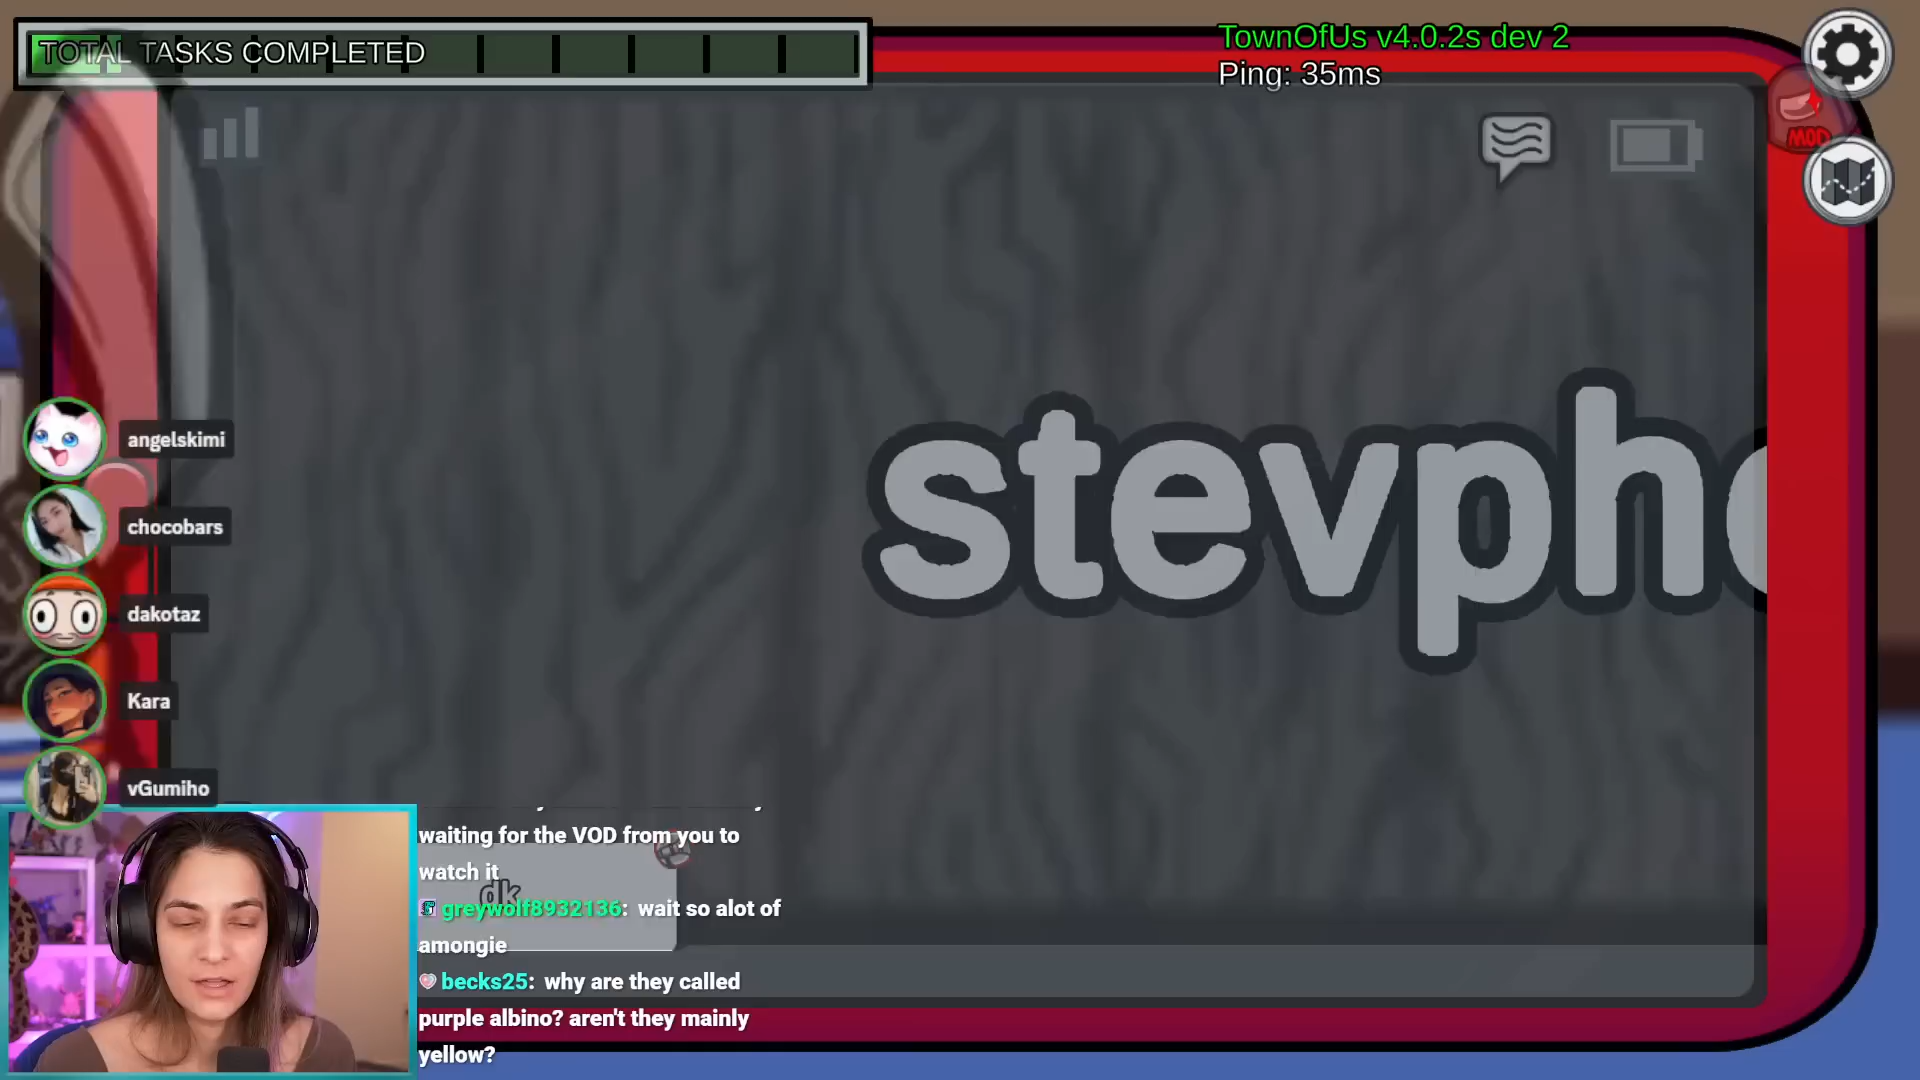 TOTAL TASKS COMPLETED
TownOfUs v4.0.2s dev 2
Ping: 35ms
MOD
angelskimi
chocobars
dakotaz
Kara
vGumiho
stevph
waiting for the VOD from you to
watch it
dk
greywolf8932136: wait so alot of
amongie
becks25: why are they called
purple albino? aren't they mainly
yellow?